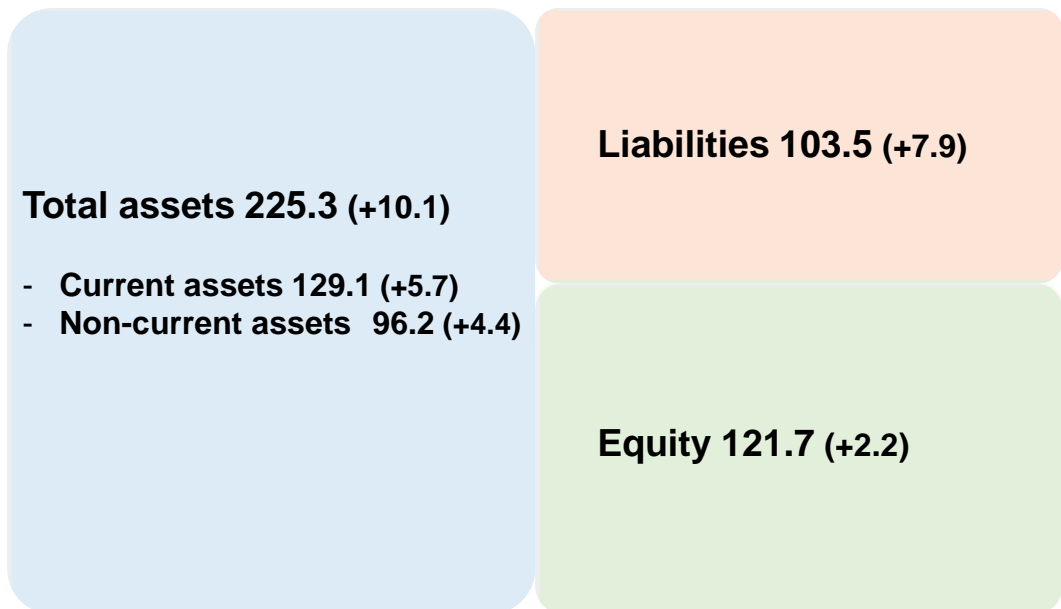 Total assets 225.3 (+10.1)
- Current assets 129.1 (+5.7)
- Non-current assets 96.2 (+4.4)
Liabilities 103.5 (+7.9)
Equity 121.7 (+2.2)